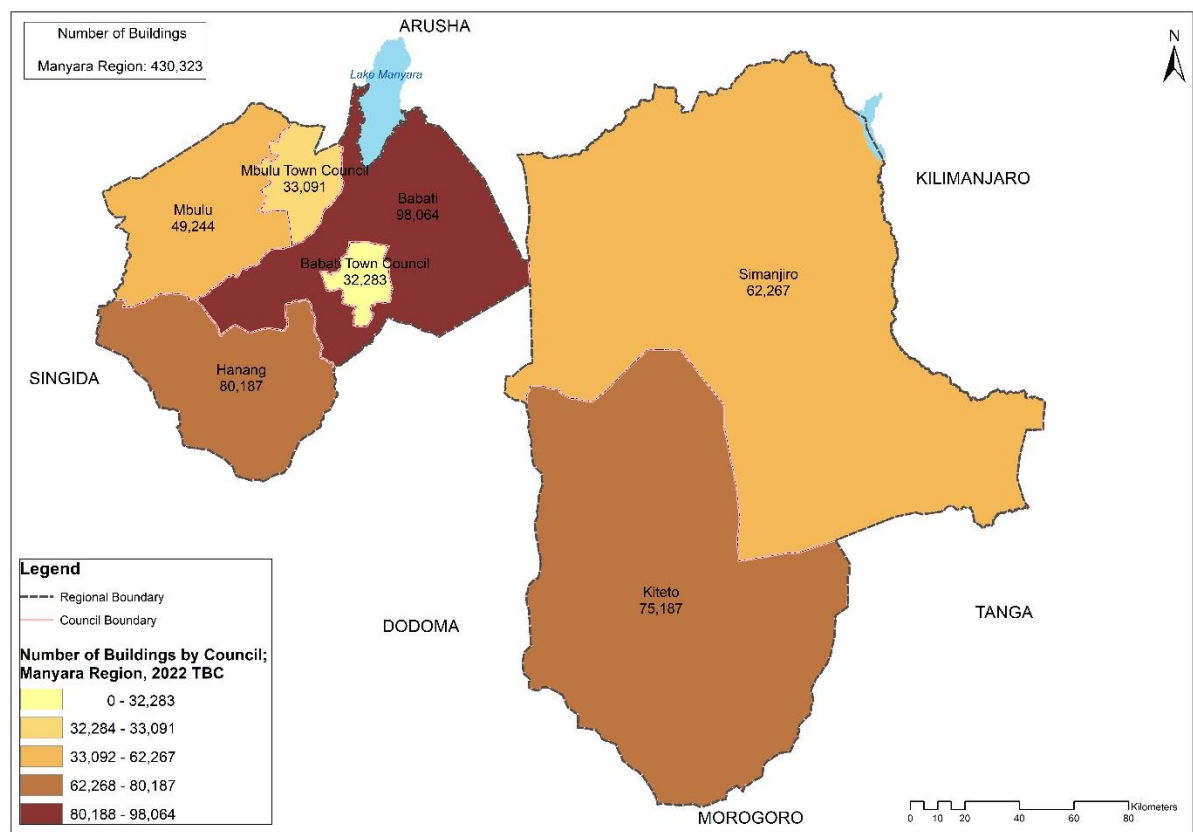 Number of Buildings
Manyara Region: 430,323
ARUSHA
N
Lake Manyara
Mbulu Town Council
33,091
KILIMANJARO
Babati
98,064
Mbulu
49,244
Babati Town Council
32,283
Simanjiro
62,267
Hanang
80,187
SINGIDA
Kiteto
75,187
TANGA
DODOMA
MOROGORO
Legend
Regional Boundary
Council Boundary
Number of Buildings by Council;
Manyara Region, 2022 TBC
0 - 32,283
32,284 - 33,091
33,092 - 62,267
62,268 - 80,187
80,188 - 98,064
Kilometers
0 10 20 40 60 80